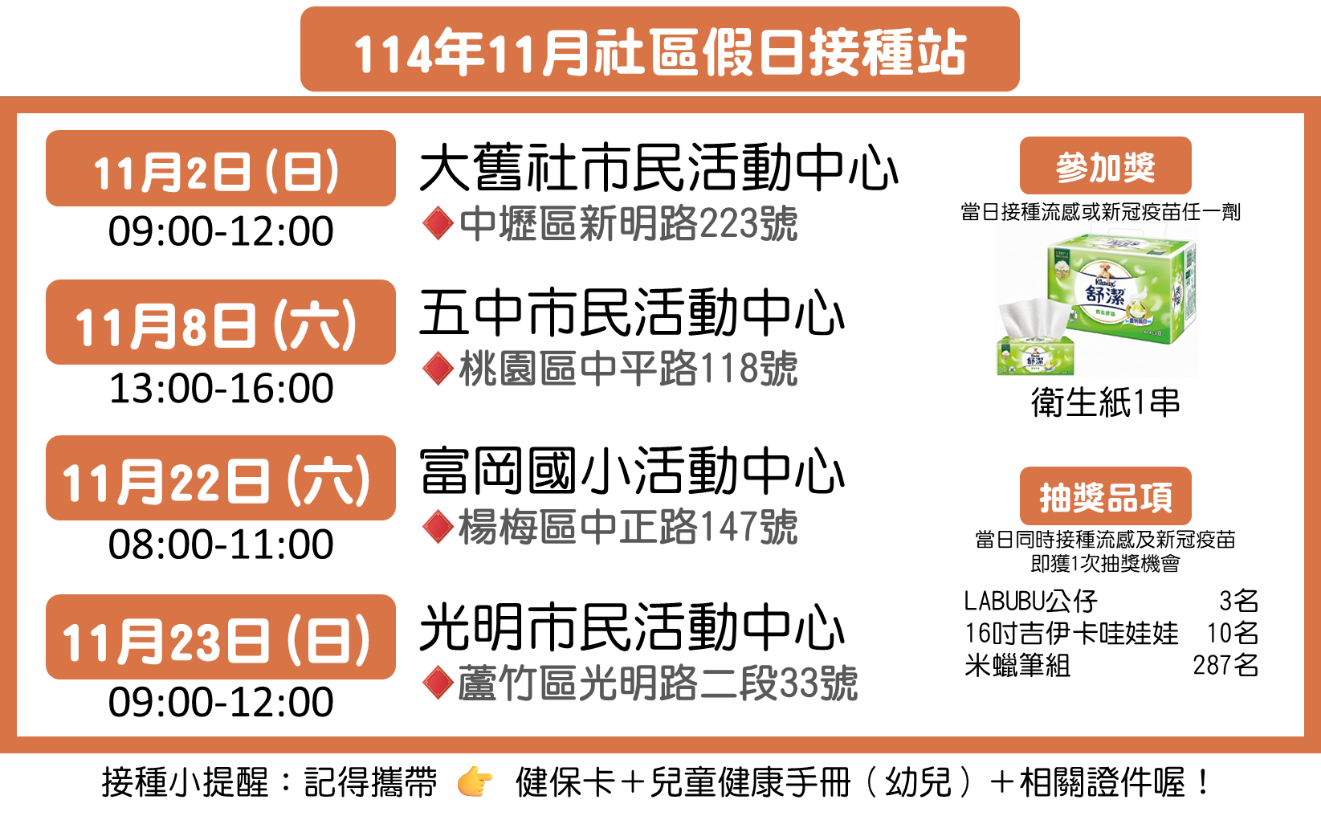 114年11月社區假日接種站
11月2日(日)
09:00-12:00
大舊社市民活動中心
中壢區新明路223號
11月8日(六)
13:00-16:00
五中市民活動中心
桃園區中平路118號
11月22日(六)
08:00-11:00
富岡國小活動中心
楊梅區中正路147號
11月23日(日)
09:00-12:00
光明市民活動中心
蘆竹區光明路二段33號
參加獎
當日接種流感或新冠疫苗任一劑
Kleenex
舒潔
舒潔
衛生紙1串
抽獎品項
當日同時接種流感及新冠疫苗
即獲1次抽獎機會
LABUBU公仔 3名
16吋吉伊卡哇娃娃 10名
米蠟筆組 287名
接種小提醒：記得攜帶 👉 健保卡＋兒童健康手冊（幼兒）＋相關證件喔！